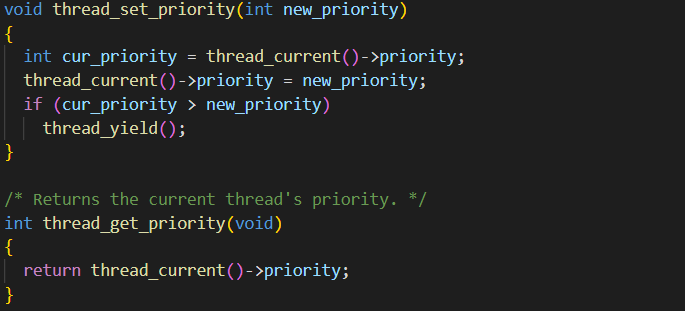 void thread_set_priority(int new_priority)
{
  int cur_priority = thread_current()->priority;
  thread_current()->priority = new_priority;
  if (cur_priority > new_priority)
    thread_yield();
}

/* Returns the current thread's priority. */
int thread_get_priority(void)
{
  return thread_current()->priority;
}